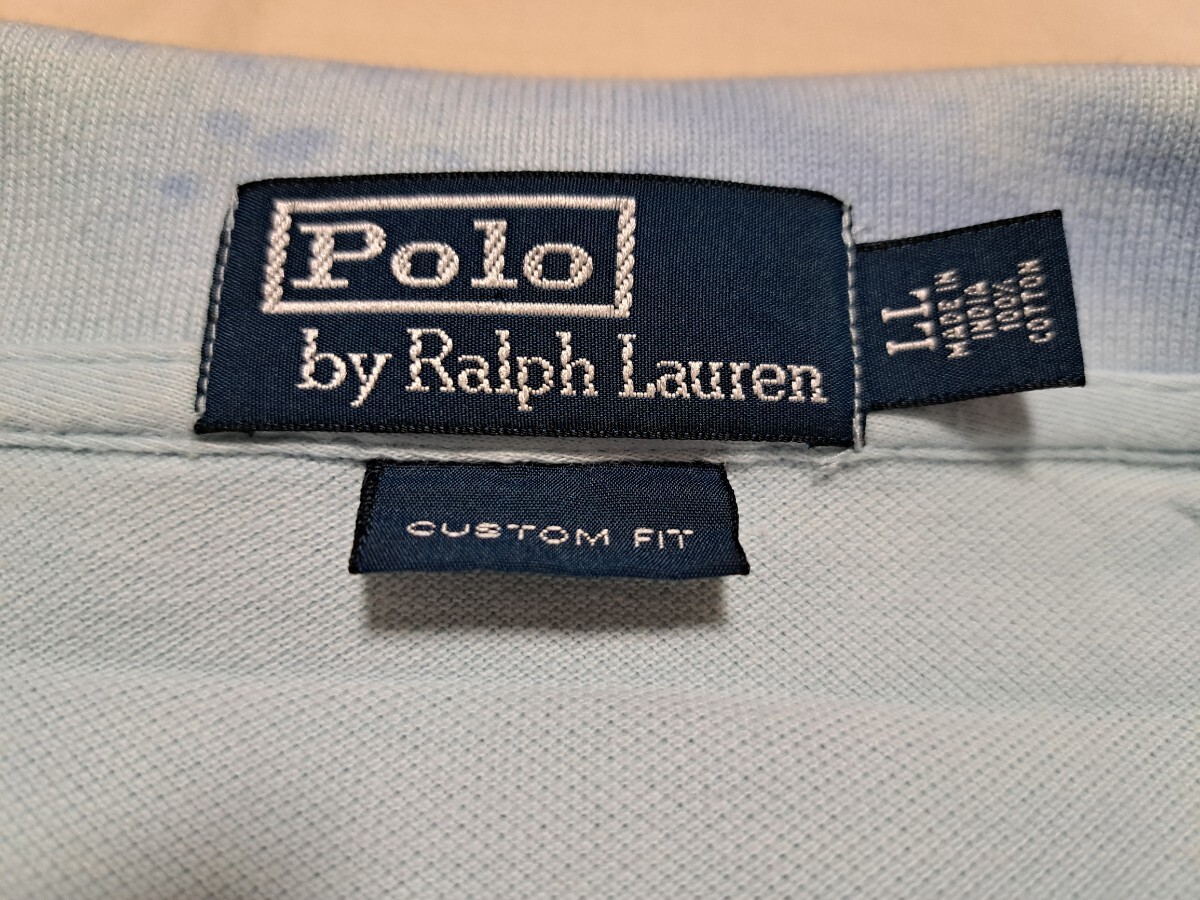 Polo
by Ralph Lauren
LL
MADE IN
INDIA
100%
COTTON
CUSTOM FIT